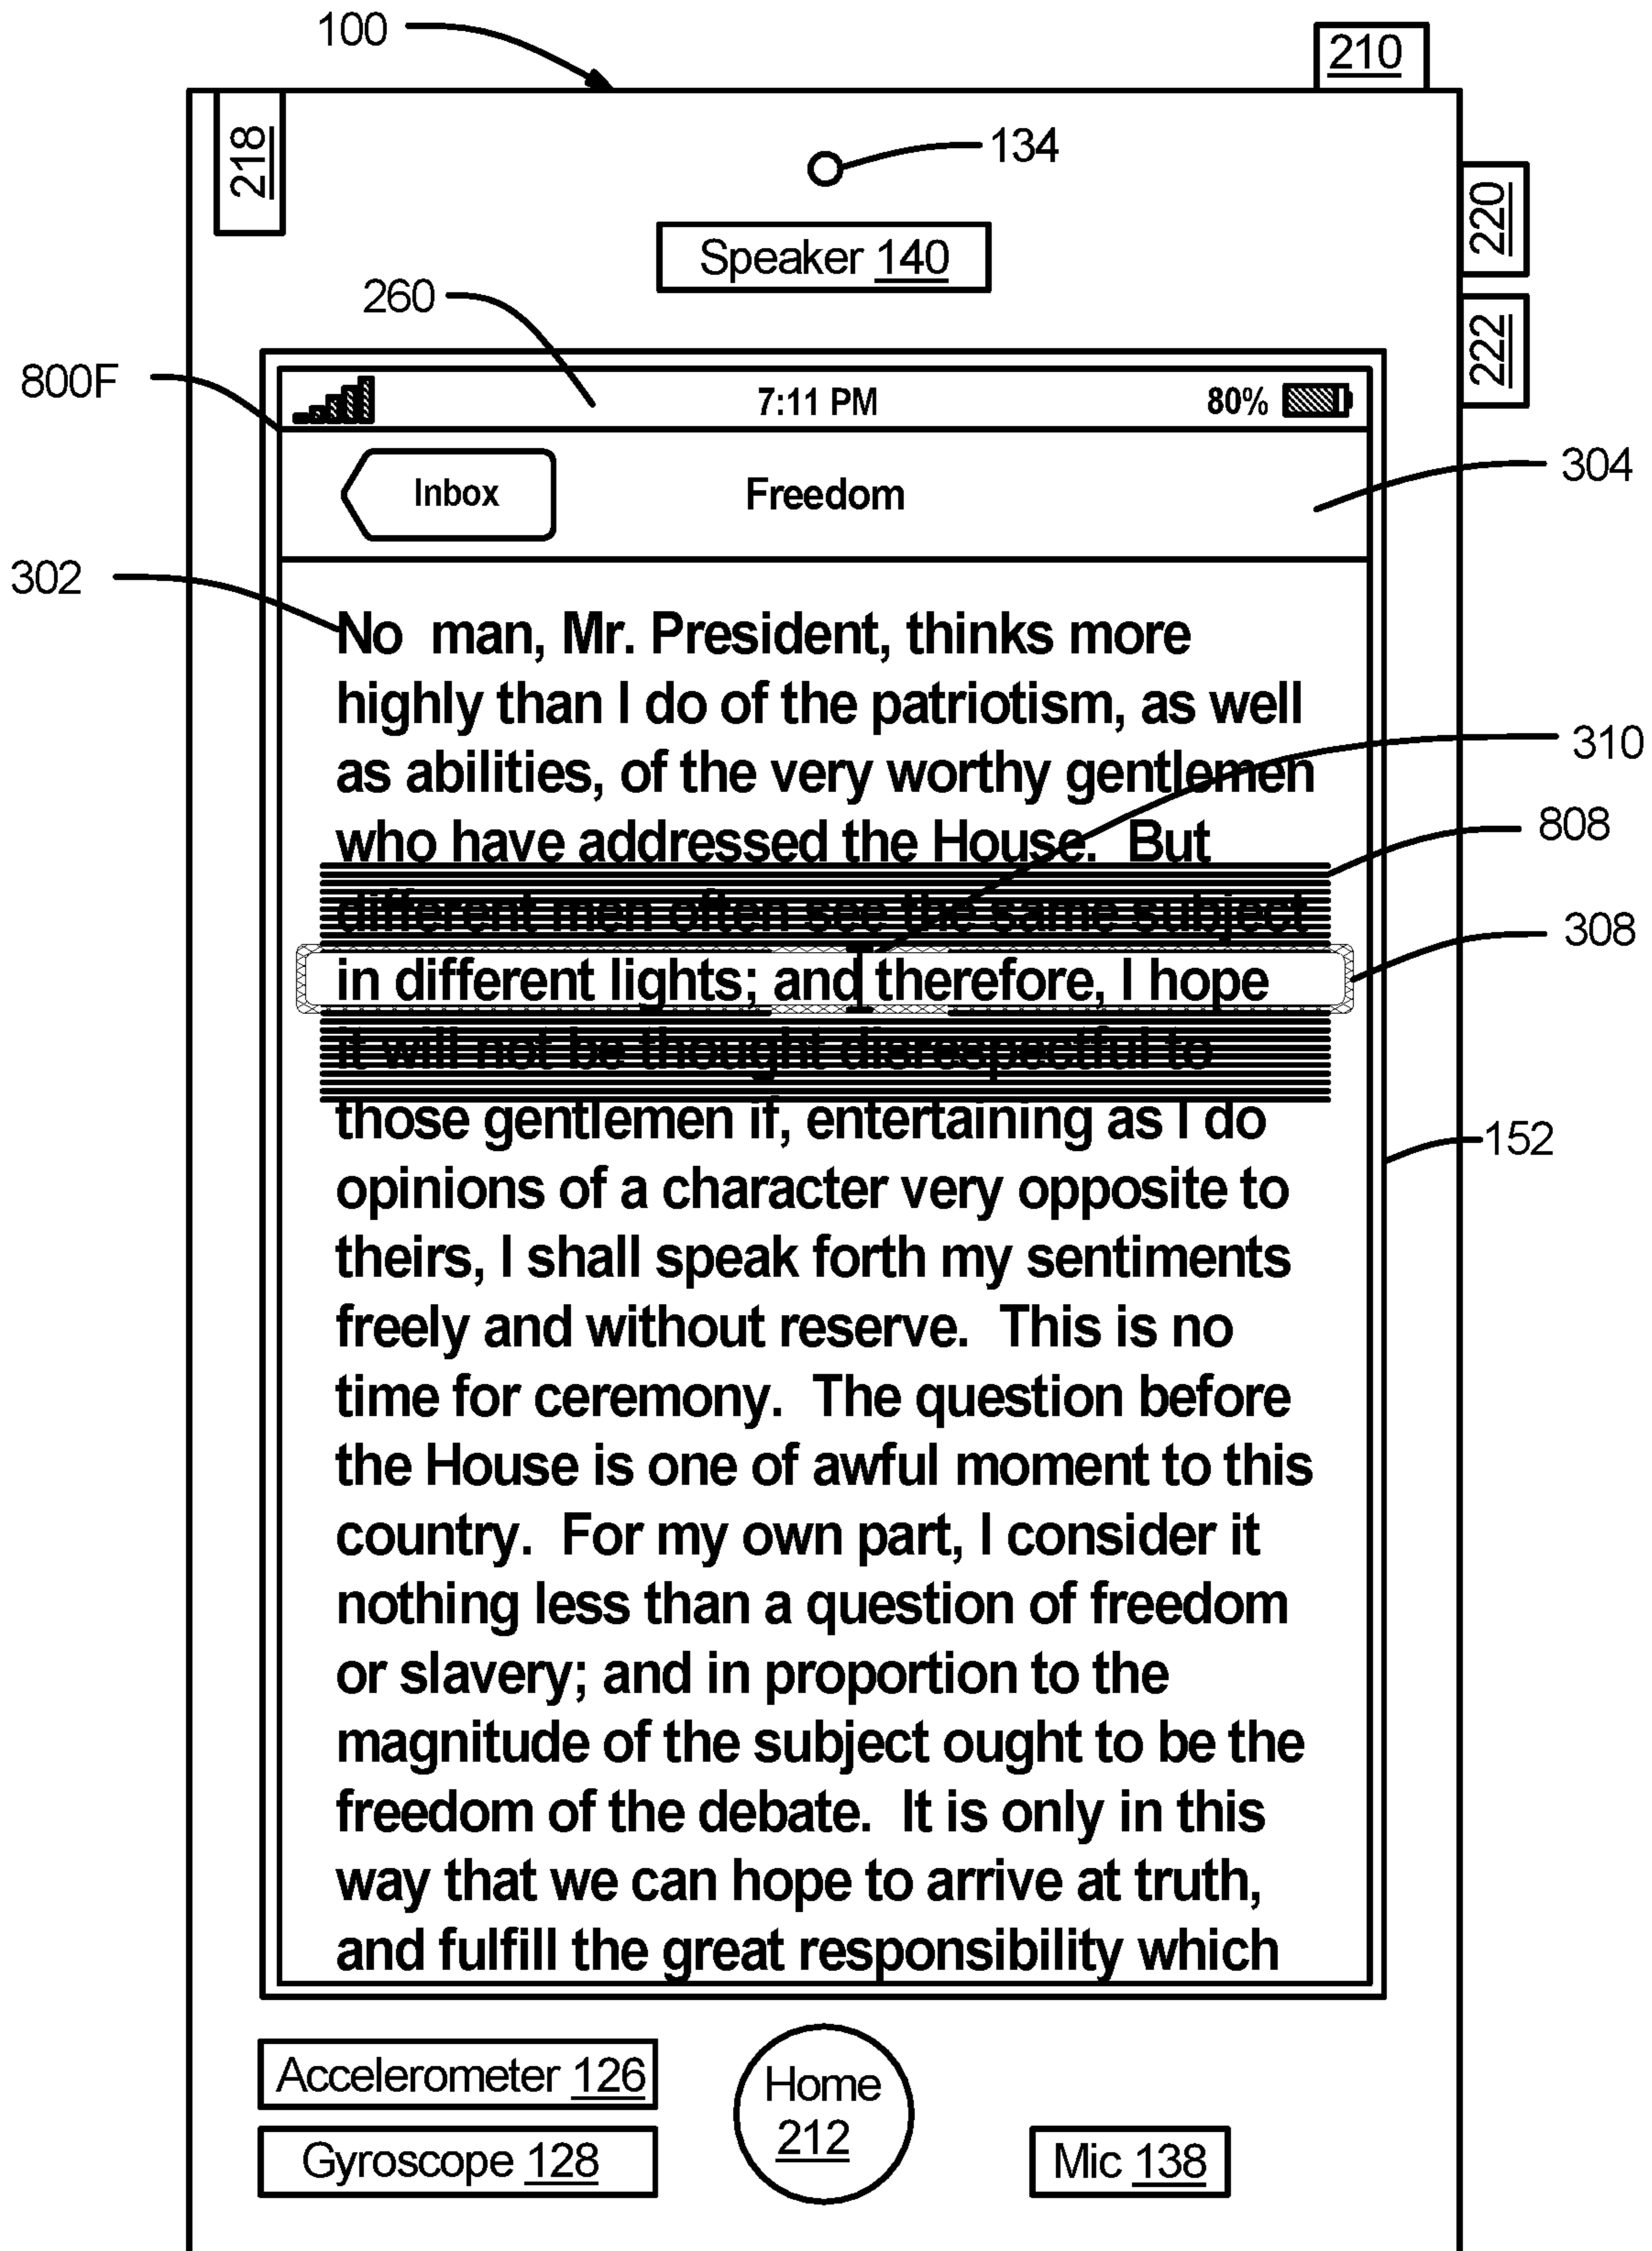 100
210
218
134
220
Speaker 140
260
222
800F
7:11 PM
80%
304
Inbox
Freedom
302
No man, Mr. President, thinks more
highly than I do of the patriotism, as well
310
as abilities, of the very worthy gentlemen
808
who have addressed the House. But
different men often see the same subject
308
in different lights; and therefore, I hope
it will not be thought disrespectful to
those gentlemen if, entertaining as I do
152
opinions of a character very opposite to
theirs, I shall speak forth my sentiments
freely and without reserve. This is no
time for ceremony. The question before
the House is one of awful moment to this
country. For my own part, I consider it
nothing less than a question of freedom
or slavery; and in proportion to the
magnitude of the subject ought to be the
freedom of the debate. It is only in this
way that we can hope to arrive at truth,
and fulfill the great responsibility which
Accelerometer 126
Home
212
Gyroscope 128
Mic 138